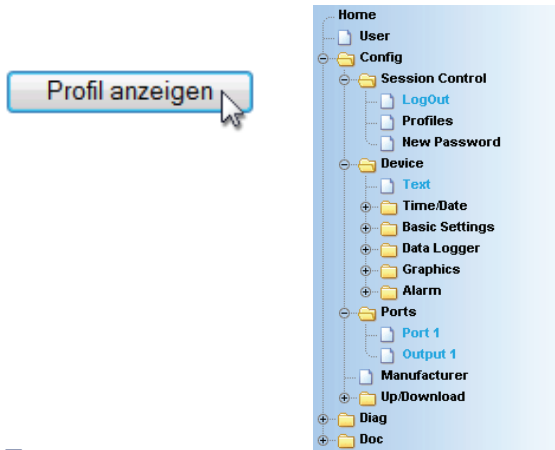 Profil anzeigen
Home
User
Config
Session Control
LogOut
Profiles
New Password
Device
Text
Time/Date
Basic Settings
Data Logger
Graphics
Alarm
Ports
Port 1
Output 1
Manufacturer
Up/Download
Diag
Doc